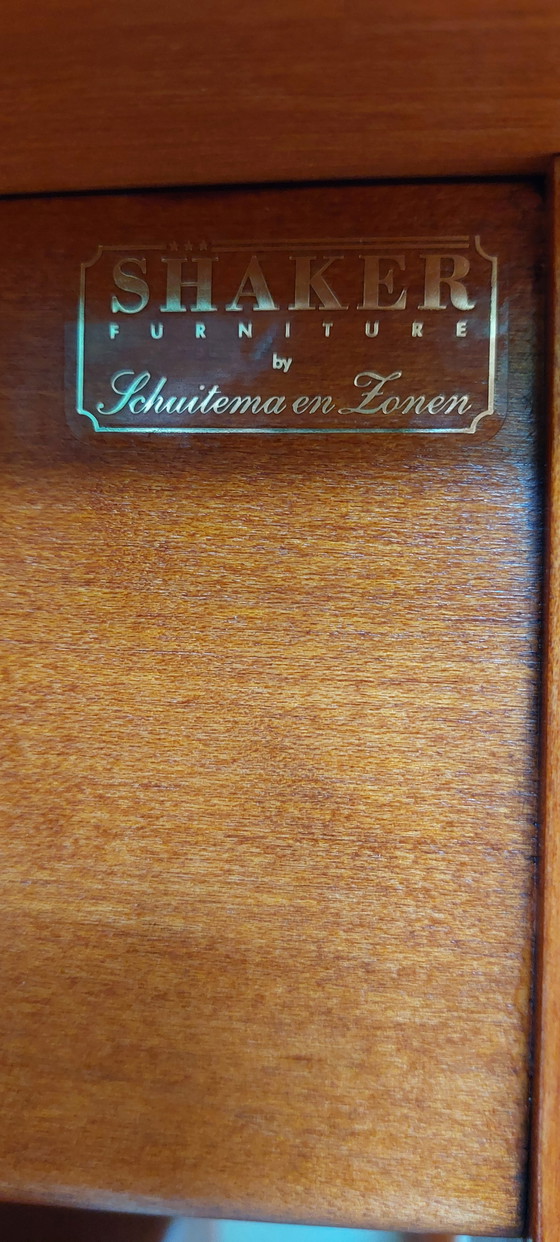 SHAKER
FURNITURE
by
Schuitema en Zonen